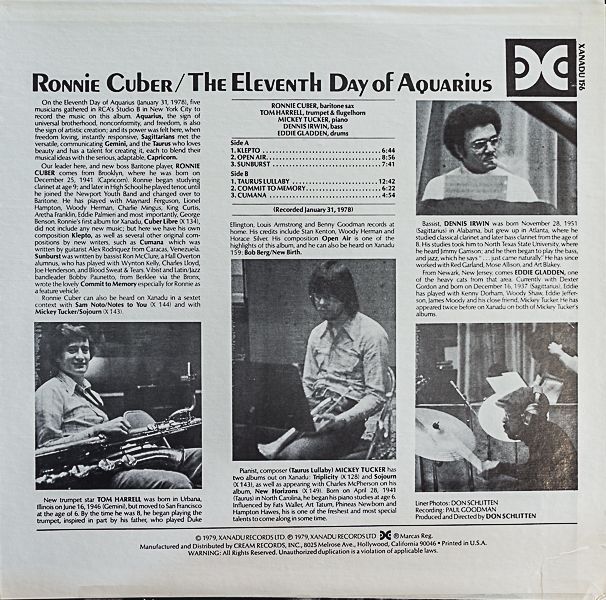 RONNIE CUBER/THE ELEVENTH DAY OF AQUARIUS
XANADU 156
On the Eleventh Day of Aquarius (January 31, 1978), five
musicians gathered in RCA's Studio B in New York City to
record the music on this album. Aquarius, the sign of
universal brotherhood, nonconformity, and freedom, is also
the sign of artistic creation; and its power was felt here, when
freedom loving, instantly responsive, Sagittarians met the
versatile, communicating Gemini, and the Taurus who loves
beauty and has a talent for creating it, each to blend their
musical ideas with the serious, adaptable, Capricorn.
Our leader here, and new boss Baritone player, RONNIE
CUBER comes from Brooklyn, where he was born on
December 25, 1941 (Capricorn). Ronnie began studying
clarinet at age 9; and later in High School he played tenor, until
he joined the Newport Youth Band and changed over to
Baritone. He has played with Maynard Ferguson, Lionel
Hampton, Woody Herman, Charlie Mingus, King Curtis,
Aretha Franklin, Eddie Palmieri and most importantly, George
Benson. Ronnie's first album for Xanadu, Cuber Libre (X 134),
did not include any new music; but here we have his own
composition Klepto, as well as several other original com-
positions by new writers, such as Cumana which was
written by guitarist Alex Rodriguez from Caracas, Venezuela.
Sunburst was written by bassist Ron McClure, a Hall Overton
alumnus, who has played with Wynton Kelly, Charles Lloyd,
Joe Henderson, and Blood Sweat & Tears. Vibist and Latin/Jazz
bandleader Bobby Paunetto, from Berklee via the Bronx,
wrote the lovely Commit to Memory especially for Ronnie as
a feature vehicle.
Ronnie Cuber can also be heard on Xanadu in a sextet
context with Sam Noto/Notes to You (X 144) and with
Mickey Tucker/Sojourn (X 143).
New trumpet star TOM HARRELL was born in Urbana,
Illinois on June 16, 1946 (Gemini), but moved to San Francisco
at the age of 6. By the time he was 8, he began playing the
trumpet, inspired in part by his father, who played Duke
RONNIE CUBER, baritone sax
TOM HARRELL, trumpet & flugelhorn
MICKEY TUCKER, piano
DENNIS IRWIN, bass
EDDIE GLADDEN, drums
Side A
1. KLEPTO 6:44
2. OPEN AIR 8:56
3. SUNBURST 7:41
Side B
1. TAURUS LULLABY 12:42
2. COMMIT TO MEMORY 6:22
3. CUMANA 4:54
(Recorded January 31, 1978)
Ellington, Louis Armstrong and Benny Goodman records at
home. His credits include Stan Kenton, Woody Herman and
Horace Silver. His composition Open Air is one of the
highlights of this album; and he can also be heard on Xanadu
159: Bob Berg/New Birth.
Pianist, composer (Taurus Lullaby) MICKEY TUCKER has
two albums out on Xanadu: Triplicity (X 128) and Sojourn
(X 143), as well as appearing with Charles McPherson on his
album, New Horizons (X 149). Born on April 28, 1941
(Taurus) in North Carolina, he began his piano studies at age 6.
Influenced by Fats Waller, Art Tatum, Phineas Newborn and
Hampton Hawes, his is one of the freshest and most special
talents to come along in some time.
Bassist, DENNIS IRWIN was born November 28, 1951
(Sagittarius) in Alabama, but grew up in Atlanta, where he
studied classical clarinet and later bass clarinet from the age of
8. His studies took him to North Texas State University, where
he heard Jimmy Garrison; and he then began to play the bass,
and jazz, which he says "...just came naturally." He has since
worked with Red Garland, Mose Allison, and Art Blakey.
From Newark, New Jersey, comes EDDIE GLADDEN, one
of the heavy cats from that area. Currently with Dexter
Gordon and born on December 16, 1937 (Sagittarius), Eddie
has played with Kenny Dorham, Woody Shaw, Eddie Jeffer-
son, James Moody and his close friend, Mickey Tucker. He has
appeared twice before on Xanadu on both of Mickey Tucker's
albums.
Liner Photos: DON SCHLITTEN
Recording: PAUL GOODMAN
Produced and Directed by DON SCHLITTEN
© 1979, XANADU RECORDS LTD. ℗ 1979, XANADU RECORDS LTD ® Marcas Reg.
Manufactured and Distributed by CREAM RECORDS, INC., 8025 Melrose Ave., Hollywood, California 90046 • Printed in U.S.A.
WARNING: All Rights Reserved. Unauthorized duplication is a violation of applicable laws.